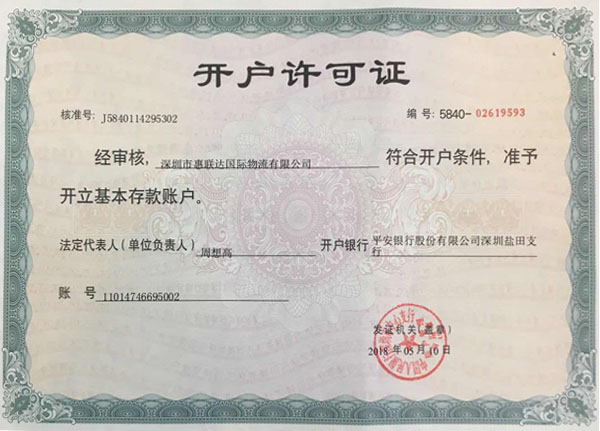 开户许可证
核准号: J5840114295302 编号: 5840-02619593
经审核, 深圳市惠联达国际物流有限公司 符合开户条件, 准予
开立基本存款账户。
法定代表人(单位负责人) 周想高 开户银行 平安银行股份有限公司深圳盐田支
行
账 号 11014746695002
发证机关(盖章)
2018 年 05 月 10 日